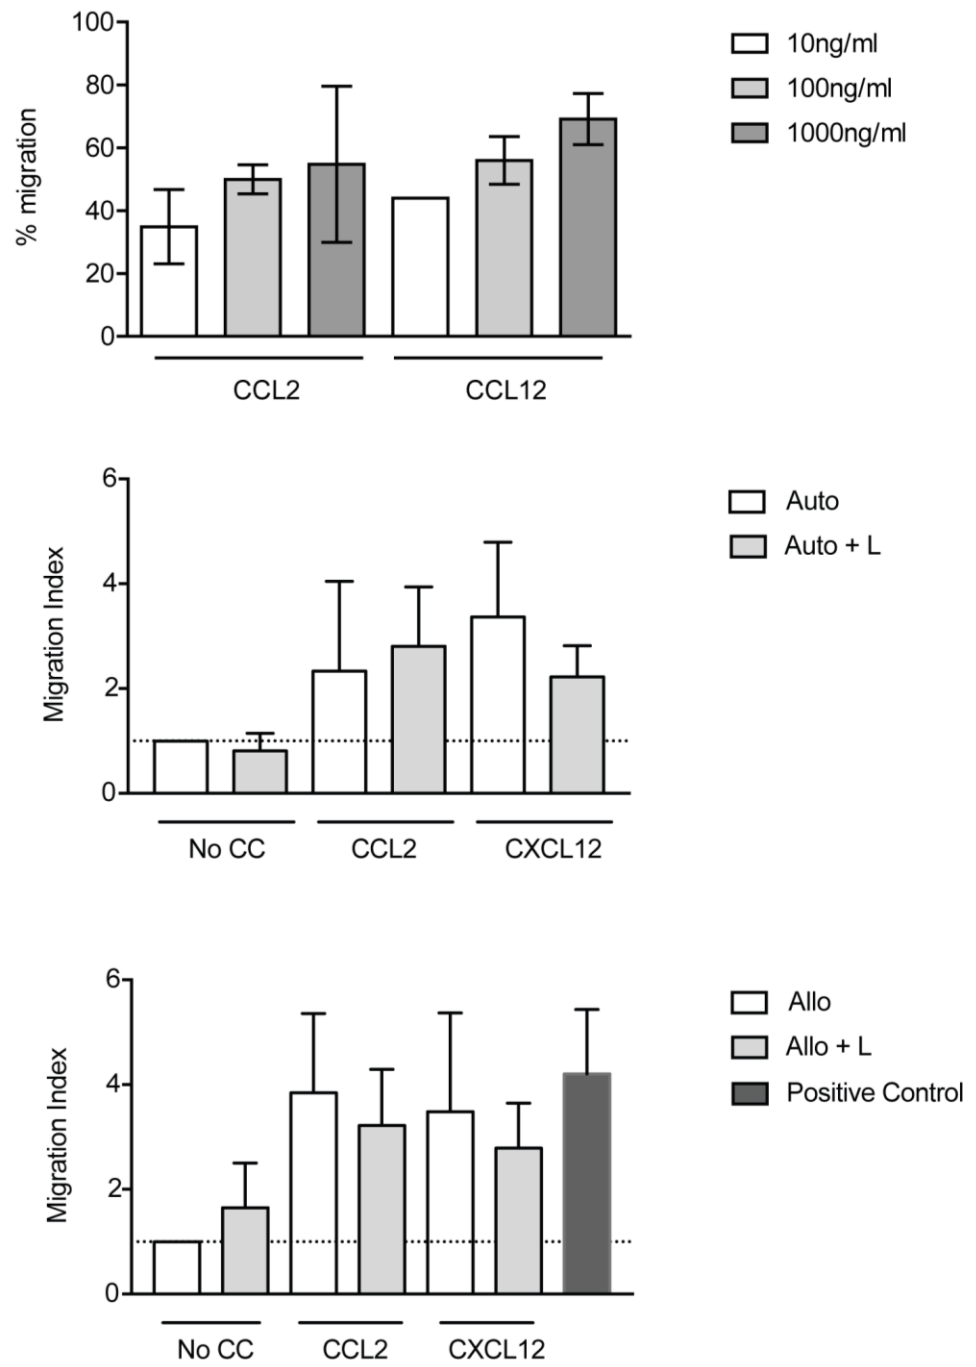 100
80
60
40
20
0
% migration
CCL2
CCL12
10ng/ml
100ng/ml
1000ng/ml
6
4
2
0
Migration Index
No CC
CCL2
CXCL12
Auto
Auto + L
6
4
2
0
Migration Index
No CC
CCL2
CXCL12
Allo
Allo + L
Positive Control